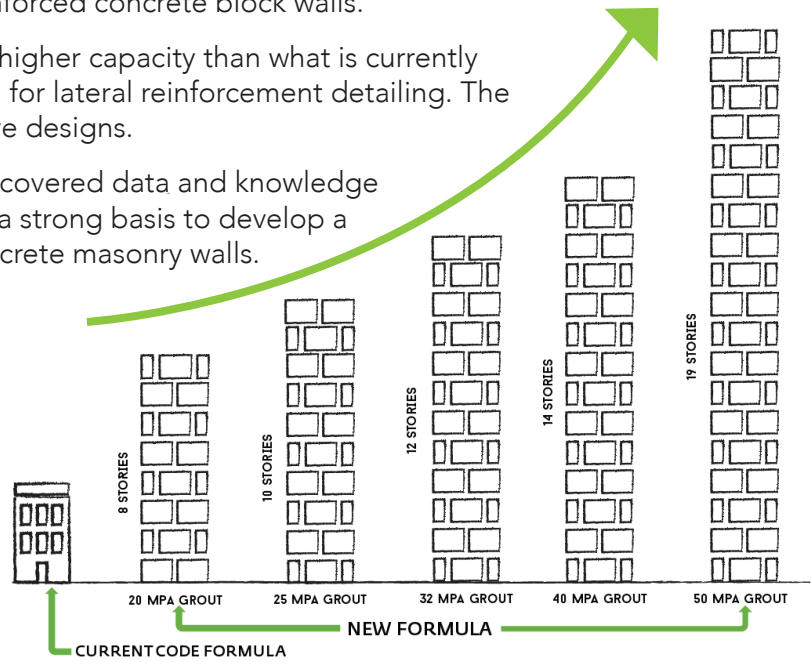 nforced concrete block walls.
higher capacity than what is currently
for lateral reinforcement detailing. The
e designs.
covered data and knowledge
a strong basis to develop a
crete masonry walls.
8 STORIES
10 STORIES
12 STORIES
14 STORIES
19 STORIES
20 MPA GROUT
25 MPA GROUT
32 MPA GROUT
40 MPA GROUT
50 MPA GROUT
NEW FORMULA
CURRENT CODE FORMULA